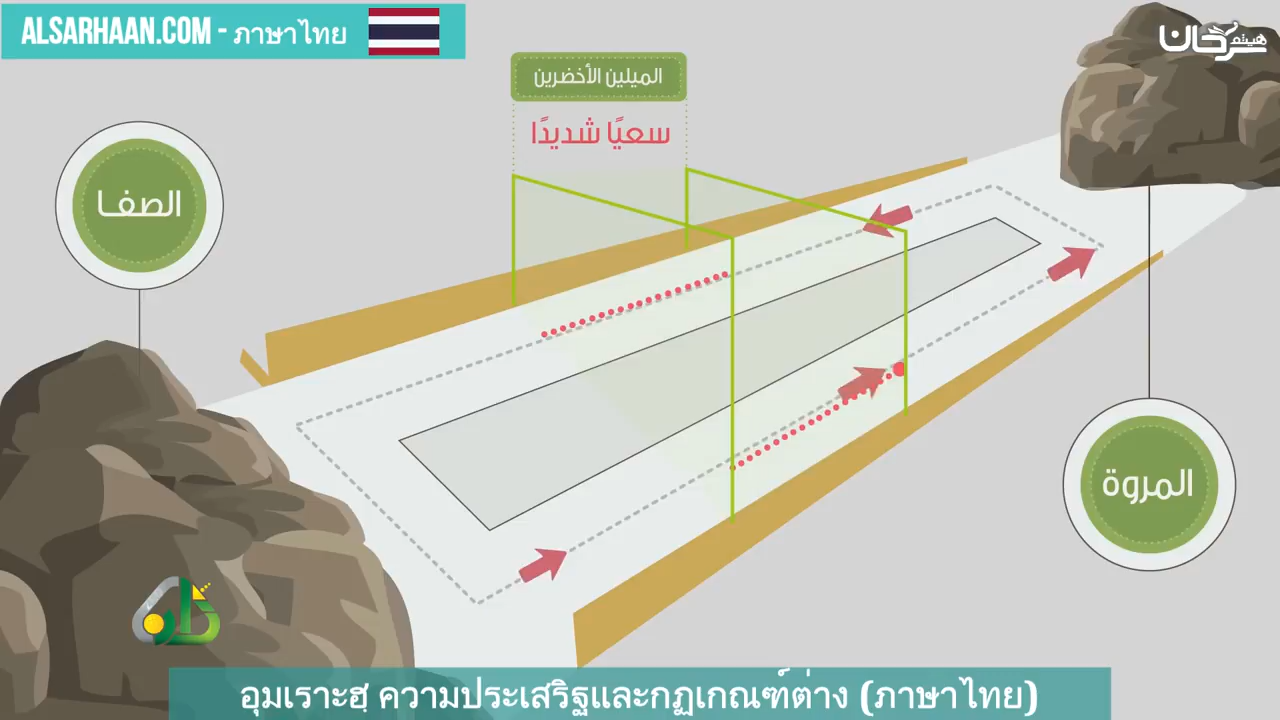 ALSARHAAN.COM - ภาษาไทย
هيثم سرحان
الميلين الأخضرين
سعيًا شديدًا
الصفا
المروة
อุมเราะฮฺ ความประเสริฐและกฏเกณฑ์ต่าง (ภาษาไทย)